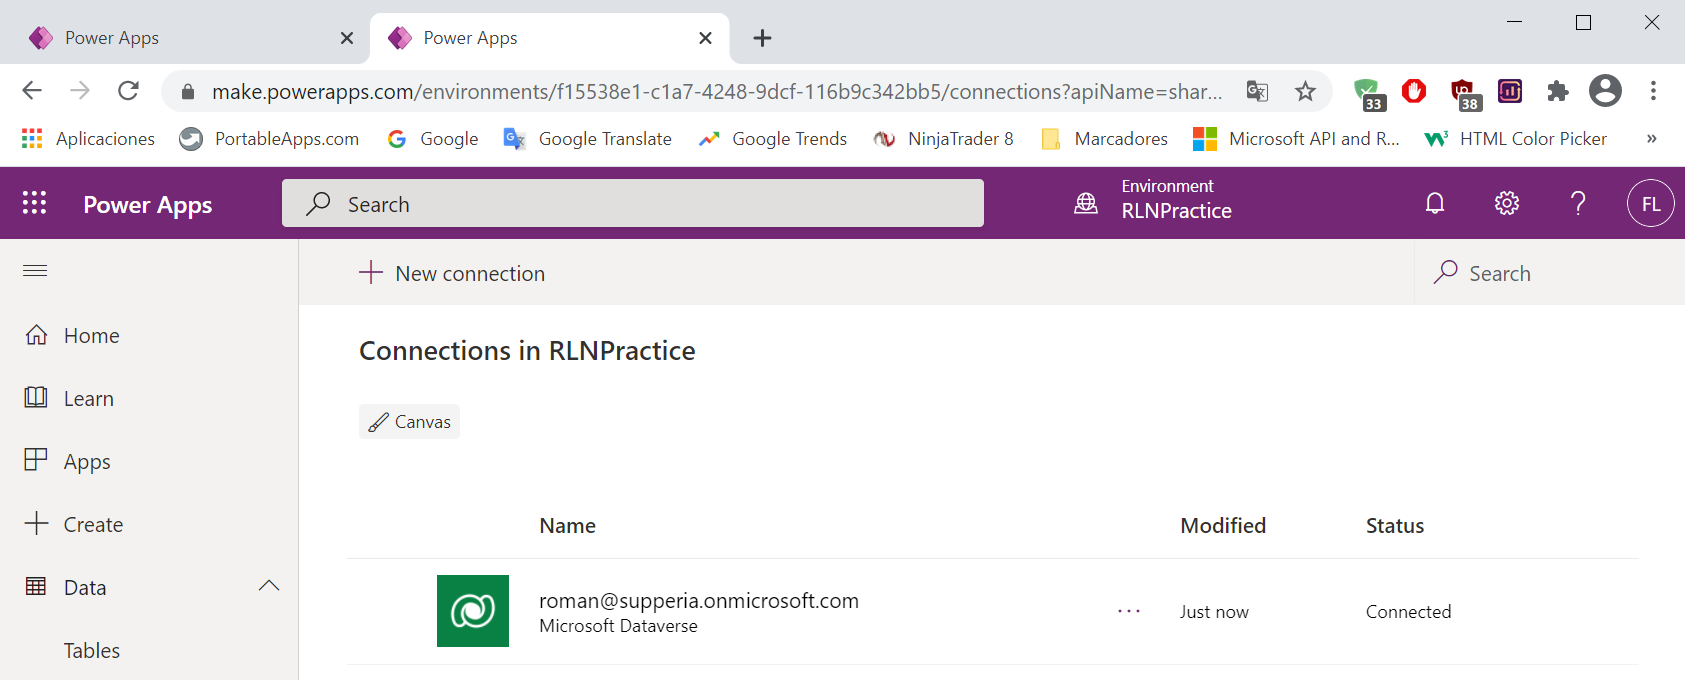 Power Apps
Power Apps
make.powerapps.com/environments/f15538e1-c1a7-4248-9dcf-116b9c342bb5/connections?apiName=shar...
33
38
Aplicaciones
PortableApps.com
Google
Google Translate
Google Trends
NinjaTrader 8
Marcadores
Microsoft API and R...
HTML Color Picker
»
Power Apps
Search
Environment
RLNPractice
?
FL
New connection
Search
Home
Learn
Apps
Create
Data
Tables
Connections in RLNPractice
Canvas
Name
Modified
Status
roman@supperia.onmicrosoft.com
Microsoft Dataverse
...
Just now
Connected